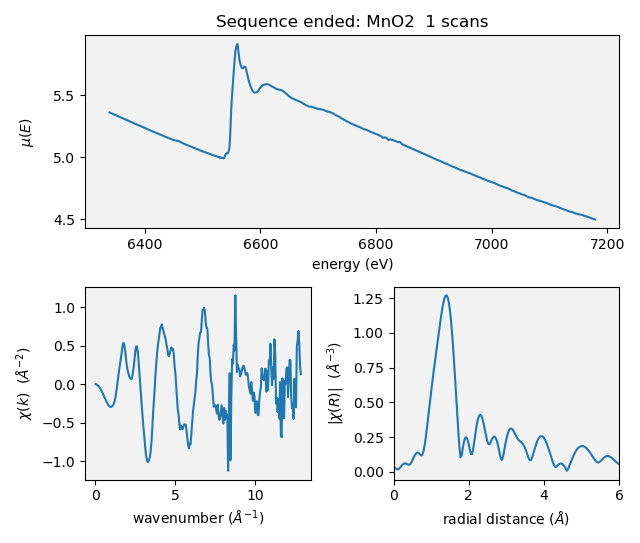 Sequence ended: MnO2  1 scans
μ(E)
5.5
5.0
4.5
6400 6600 6800 7000 7200
energy (eV)
χ(k)  (Å⁻²)
1.0
0.5
0.0
−0.5
−1.0
0 5 10
wavenumber (Å⁻¹)
|χ(R)|  (Å⁻³)
1.25
1.00
0.75
0.50
0.25
0.00
0 2 4 6
radial distance (Å)